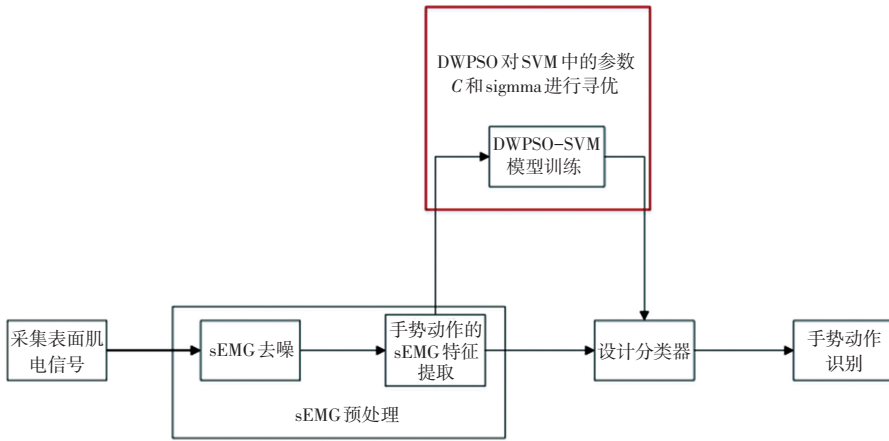 DWPSO对SVM中的参数
C和sigmma进行寻优
DWPSO-SVM
模型训练
采集表面肌
电信号
sEMG去噪
手势动作的
sEMG特征
提取
设计分类器
手势动作
识别
sEMG预处理